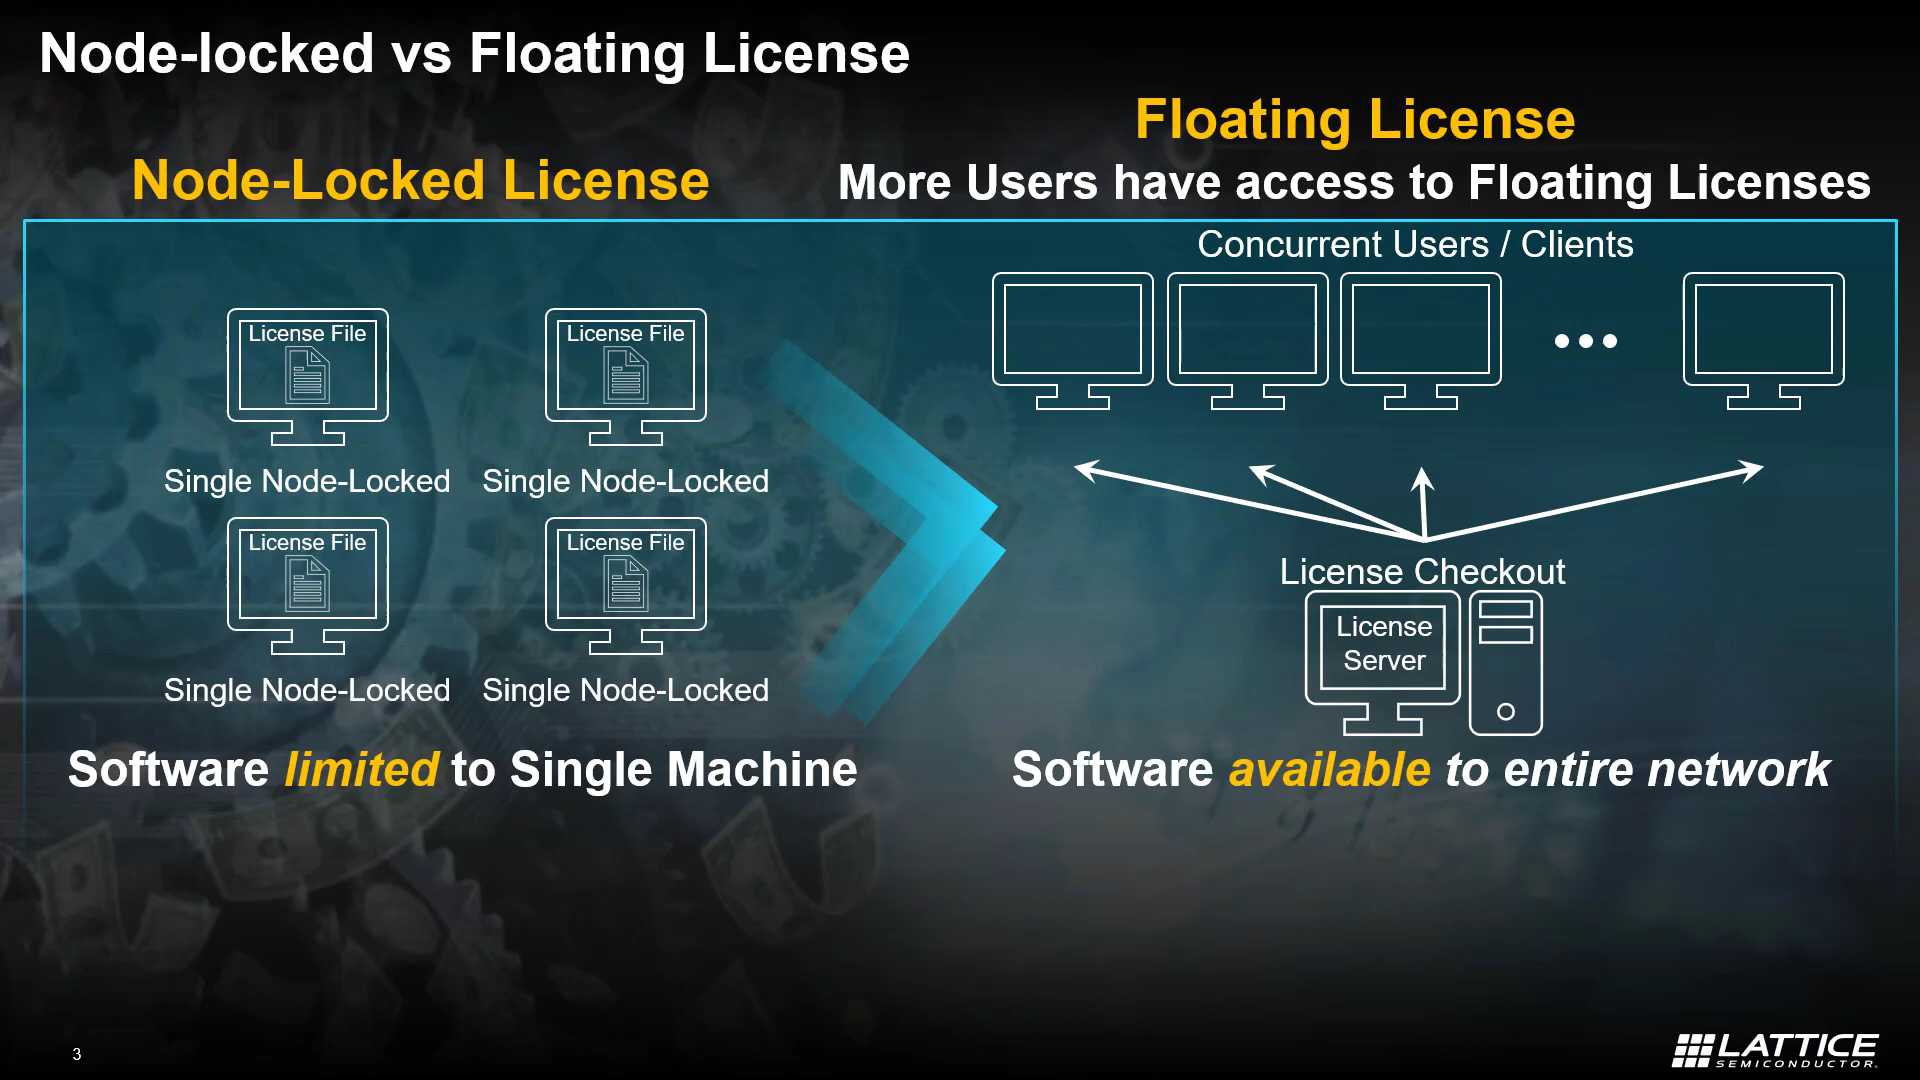 Node-locked vs Floating License
Node-Locked License
License File
License File
Single Node-Locked
Single Node-Locked
License File
License File
Single Node-Locked
Single Node-Locked
Software limited to Single Machine
Floating License
More Users have access to Floating Licenses
Concurrent Users / Clients
License Checkout
License
Server
Software available to entire network
3
LATTICE
SEMICONDUCTOR